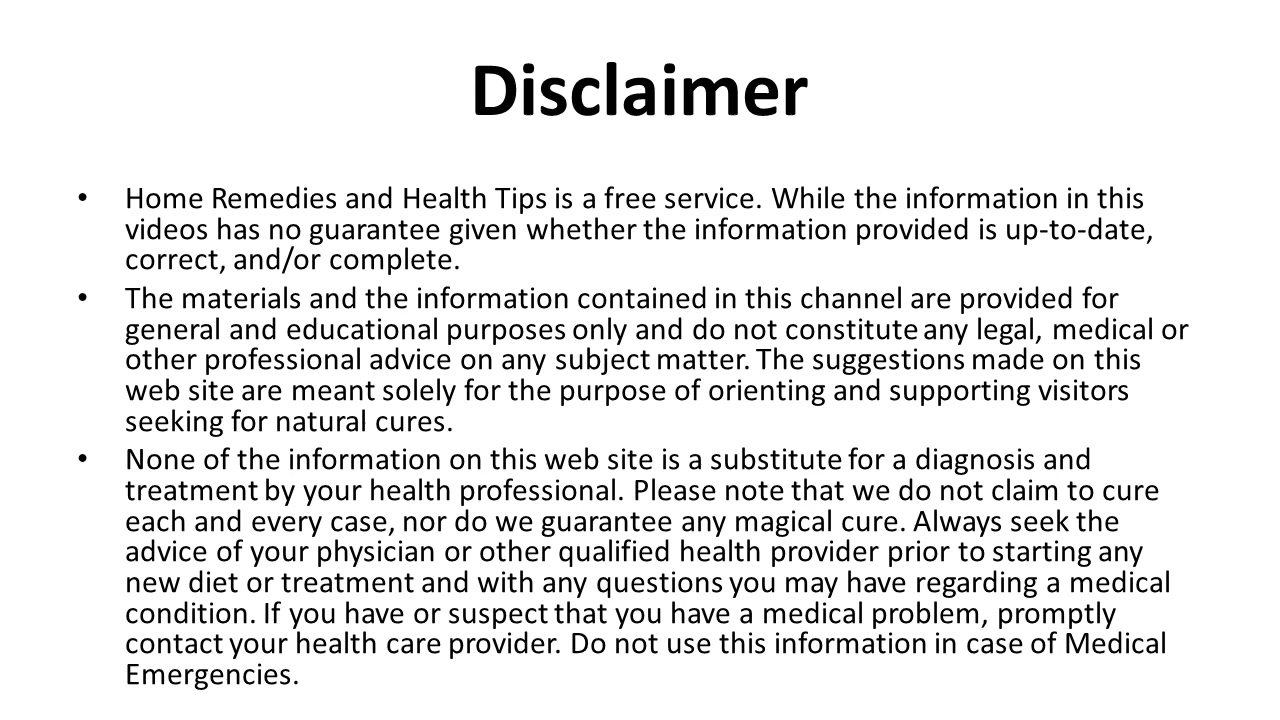 Disclaimer
• Home Remedies and Health Tips is a free service. While the information in this
videos has no guarantee given whether the information provided is up-to-date,
correct, and/or complete.
• The materials and the information contained in this channel are provided for
general and educational purposes only and do not constitute any legal, medical or
other professional advice on any subject matter. The suggestions made on this
web site are meant solely for the purpose of orienting and supporting visitors
seeking for natural cures.
• None of the information on this web site is a substitute for a diagnosis and
treatment by your health professional. Please note that we do not claim to cure
each and every case, nor do we guarantee any magical cure. Always seek the
advice of your physician or other qualified health provider prior to starting any
new diet or treatment and with any questions you may have regarding a medical
condition. If you have or suspect that you have a medical problem, promptly
contact your health care provider. Do not use this information in case of Medical
Emergencies.